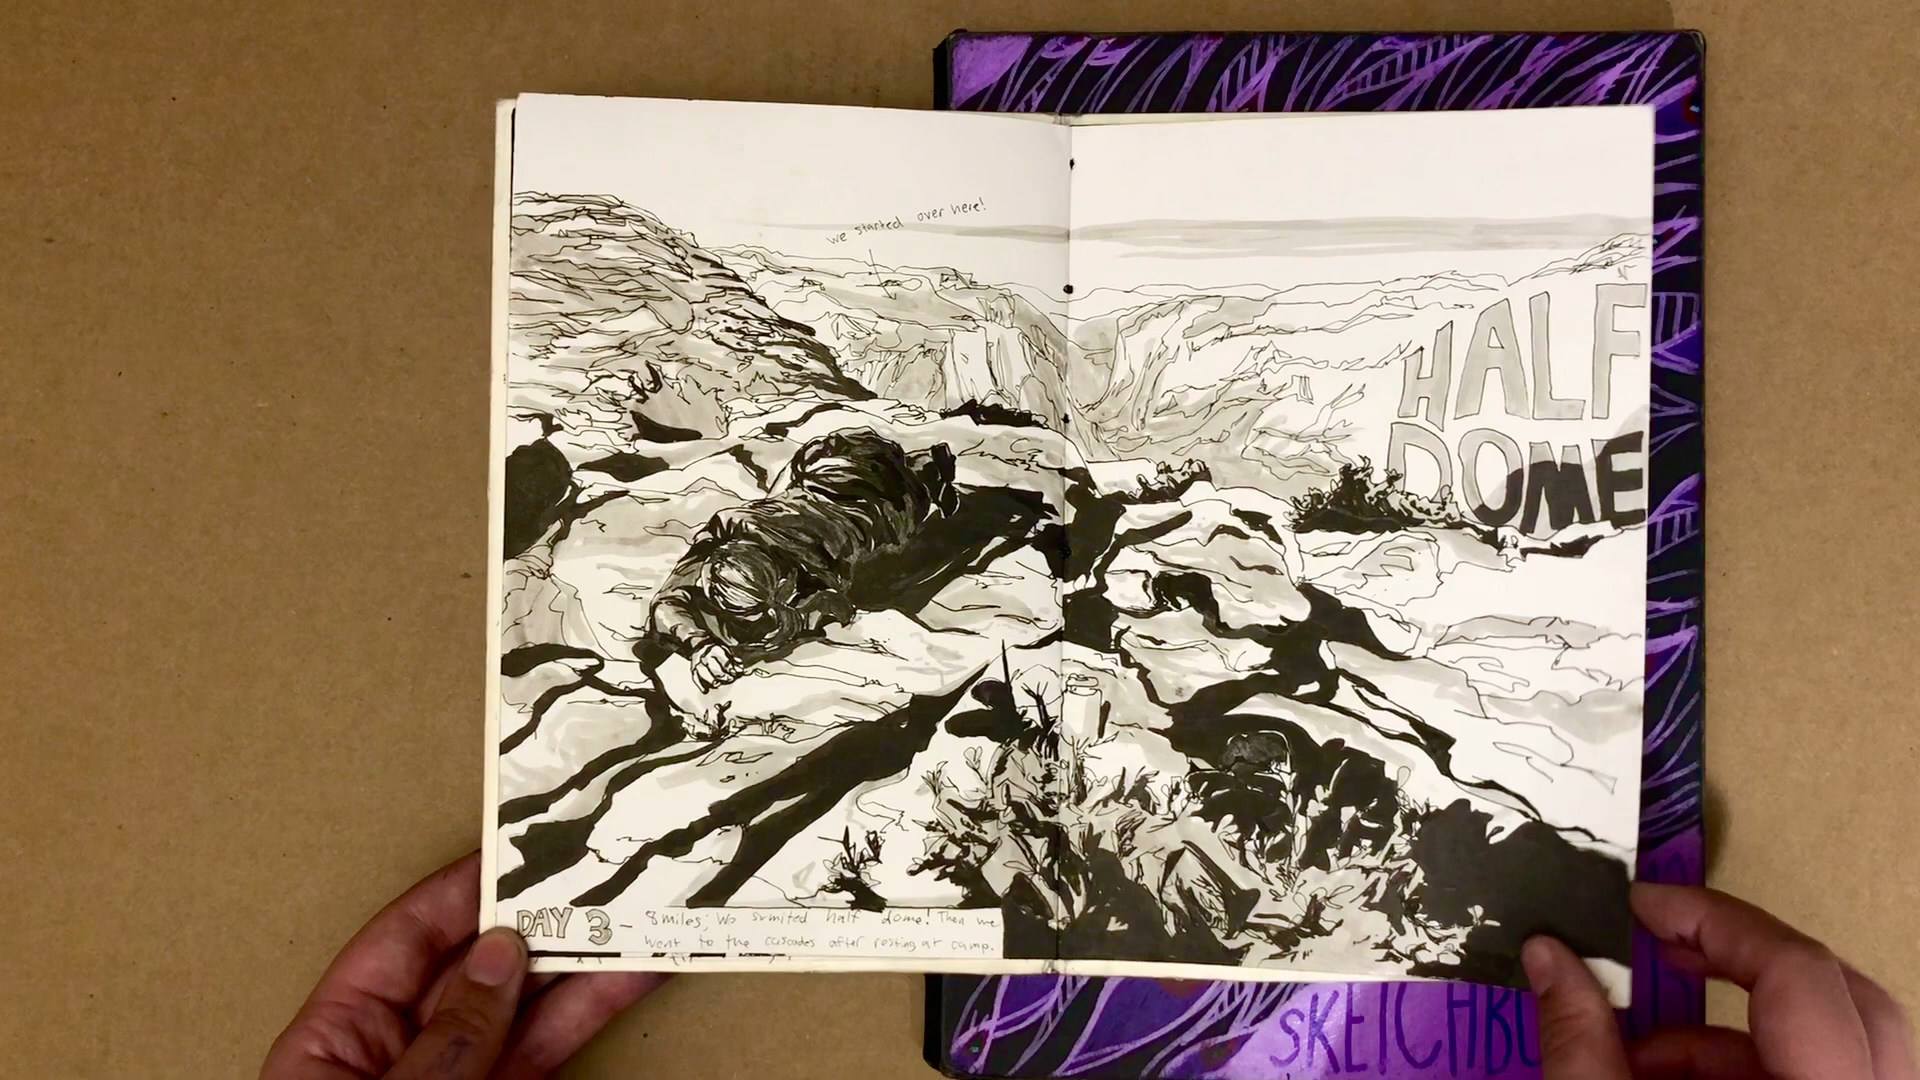 we started over here!
HALF
DOME
DAY 3 - 8 miles; We sumited half dome! Then we
went to the cascades after resting at camp.
SKETCHBO